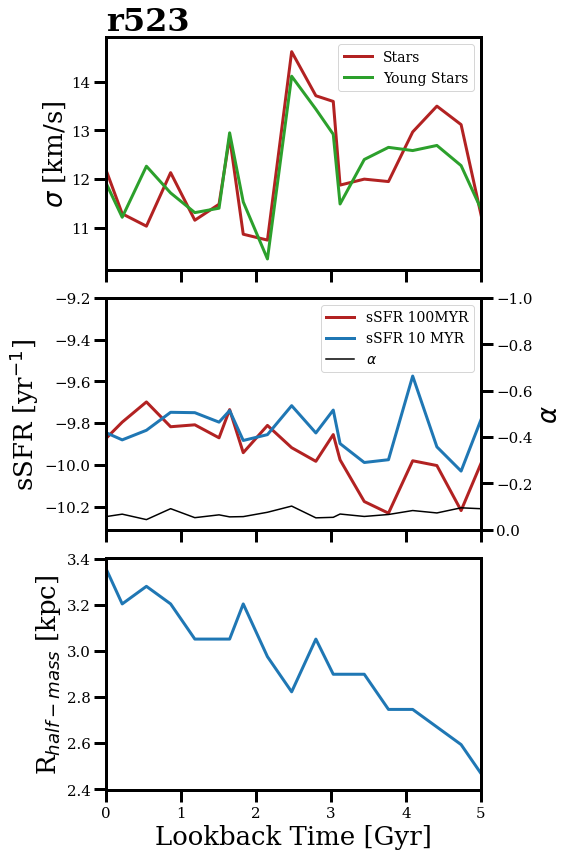 r523
σ [km/s]
14
13
12
11
Stars
Young Stars
sSFR [yr⁻¹]
−9.2
−9.4
−9.6
−9.8
−10.0
−10.2
sSFR 100MYR
sSFR 10 MYR
α
−1.0
−0.8
−0.6
−0.4
−0.2
0.0
α
R_{half−mass} [kpc]
3.4
3.2
3.0
2.8
2.6
2.4
0 1 2 3 4 5
Lookback Time [Gyr]